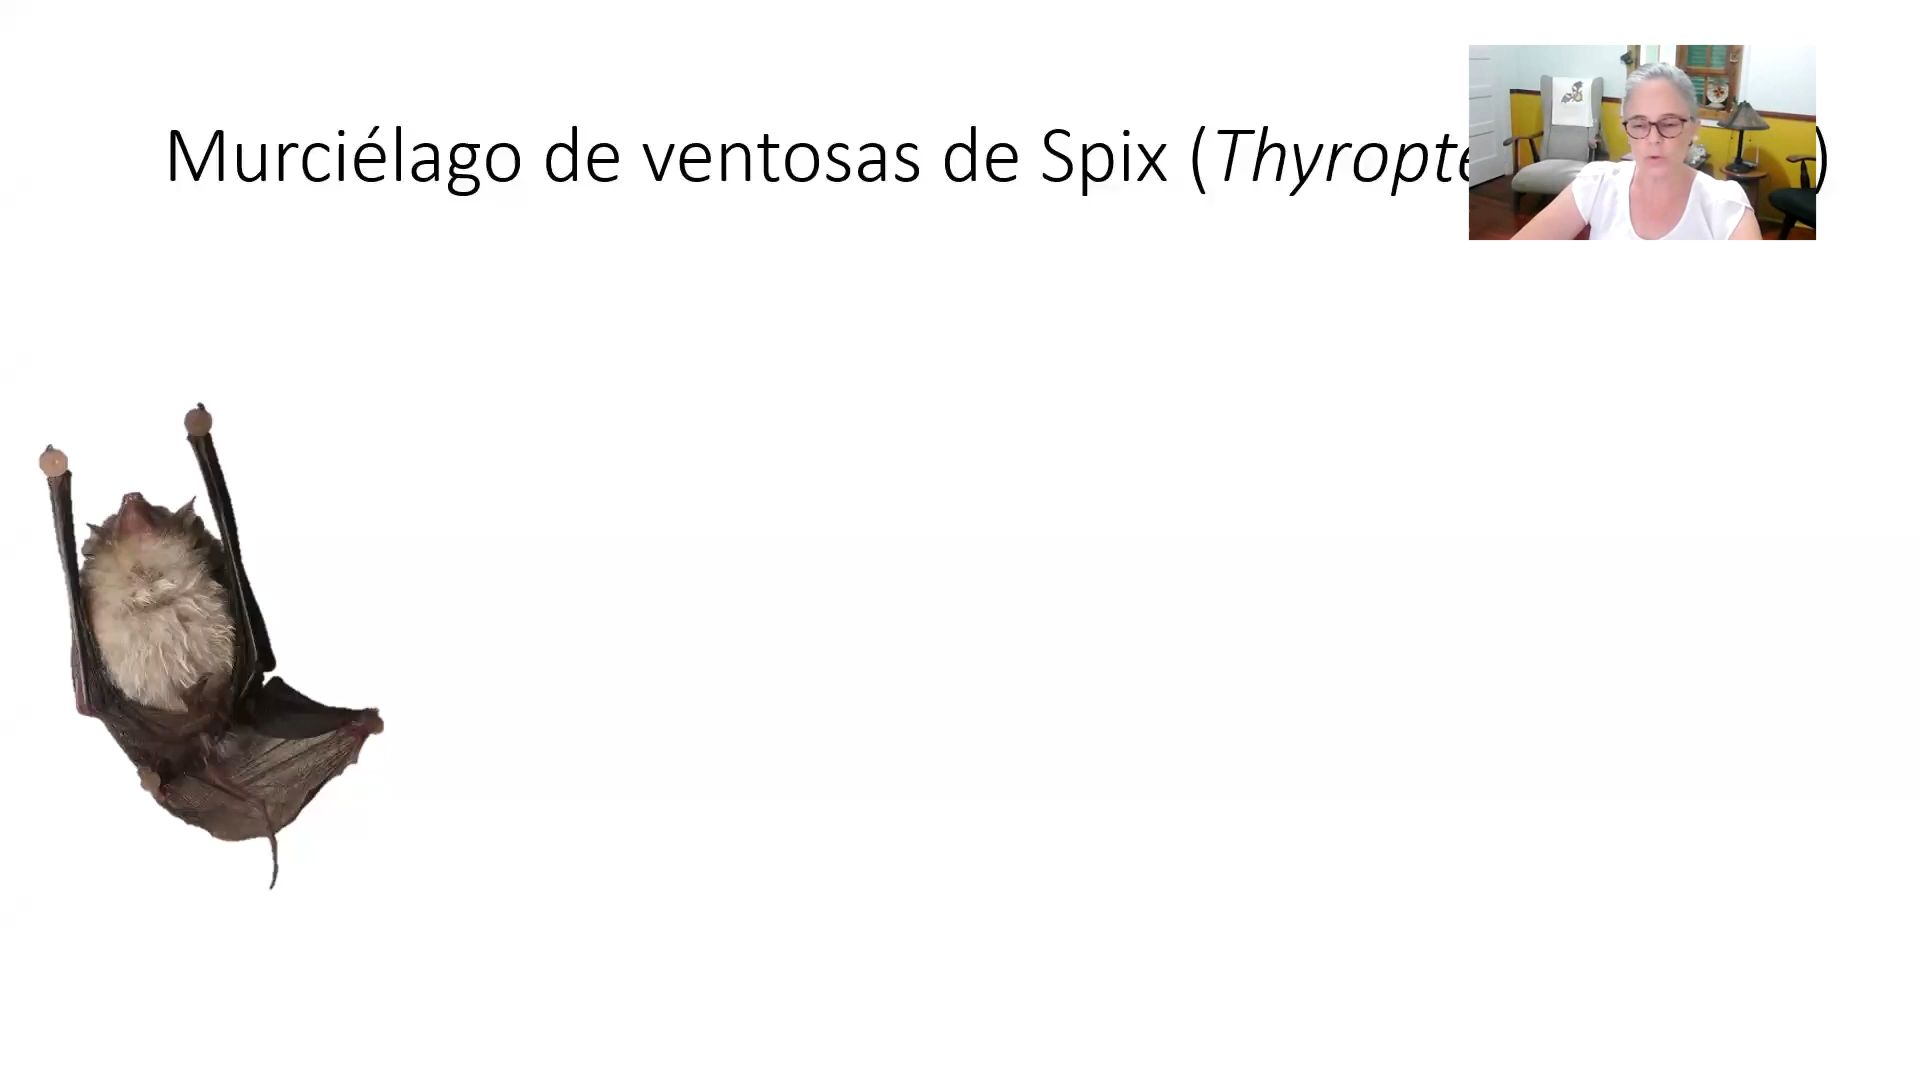 Murciélago de ventosas de Spix (Thyropte )